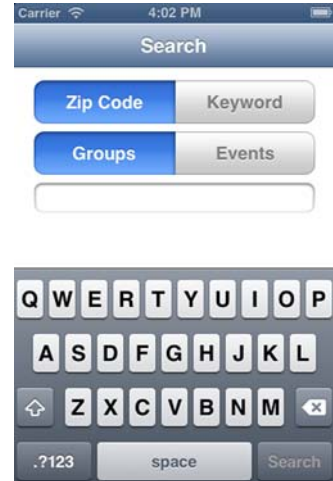 Carrier 4:02 PM
Search
Zip Code Keyword
Groups Events
Q W E R T Y U I O P
A S D F G H J K L
Z X C V B N M
.?123 space Search